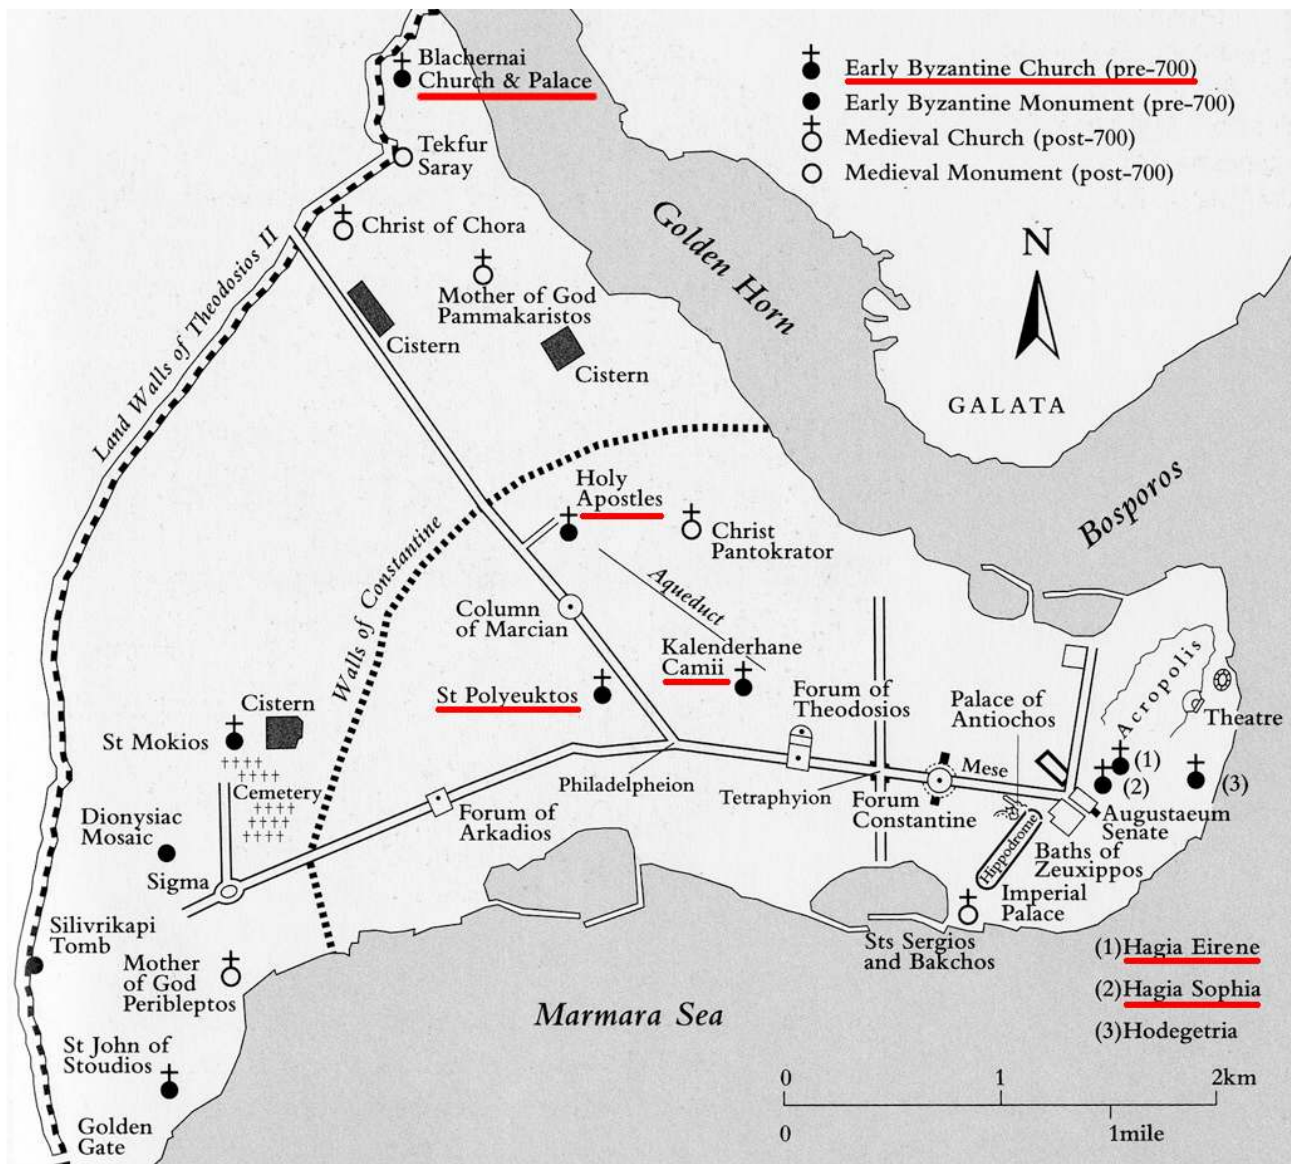 Blachernai
Church & Palace
Early Byzantine Church (pre-700)
Early Byzantine Monument (pre-700)
Medieval Church (post-700)
Medieval Monument (post-700)
Tekfur
Saray
Christ of Chora
Mother of God
Pammakaristos
Cistern
Cistern
Golden Horn
N
GALATA
Land Walls of Theodosios II
Walls of Constantine
Holy
Apostles
Christ
Pantokrator
Bosporos
Aqueduct
Column
of Marcian
Kalenderhane
Camii
St Polyeuktos
Forum of
Theodosios
Palace of
Antiochos
Acropolis
Theatre
Cistern
St Mokios
Cemetery
Philadelpheion
Tetraphyion
Mese
Forum
Constantine
(1)
(2)
(3)
Augustaeum
Senate
Dionysiac
Mosaic
Forum of
Arkadios
Hippodrome
Baths of
Zeuxippos
Sigma
Imperial
Palace
Silivrikapi
Tomb
Mother
of God
Peribleptos
Sts Sergios
and Bakchos
(1)Hagia Eirene
(2)Hagia Sophia
(3)Hodegetria
Marmara Sea
St John of
Stoudios
Golden
Gate
0 1 2km
0 1mile